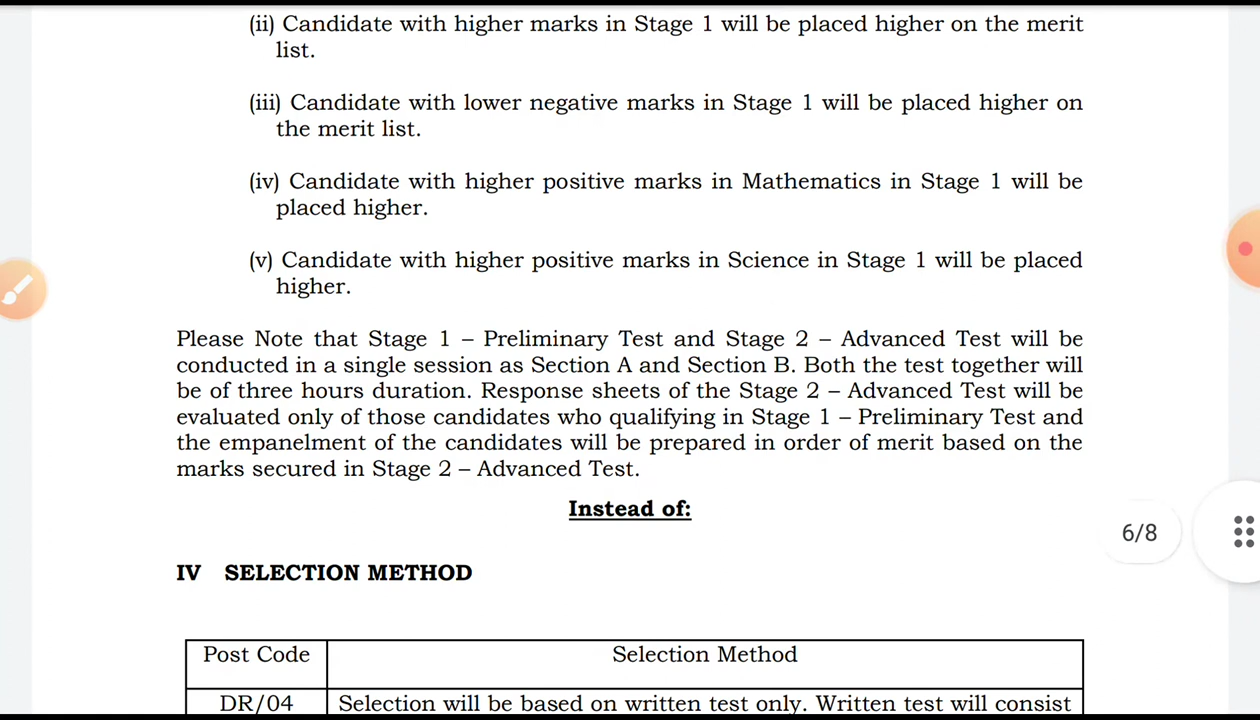 (ii) Candidate with higher marks in Stage 1 will be placed higher on the merit
list.
(iii) Candidate with lower negative marks in Stage 1 will be placed higher on
the merit list.
(iv) Candidate with higher positive marks in Mathematics in Stage 1 will be
placed higher.
(v) Candidate with higher positive marks in Science in Stage 1 will be placed
higher.
Please Note that Stage 1 – Preliminary Test and Stage 2 – Advanced Test will be
conducted in a single session as Section A and Section B. Both the test together will
be of three hours duration. Response sheets of the Stage 2 – Advanced Test will be
evaluated only of those candidates who qualifying in Stage 1 – Preliminary Test and
the empanelment of the candidates will be prepared in order of merit based on the
marks secured in Stage 2 – Advanced Test.
Instead of:
6/8
IV SELECTION METHOD
Post Code Selection Method
DR/04 Selection will be based on written test only. Written test will consist